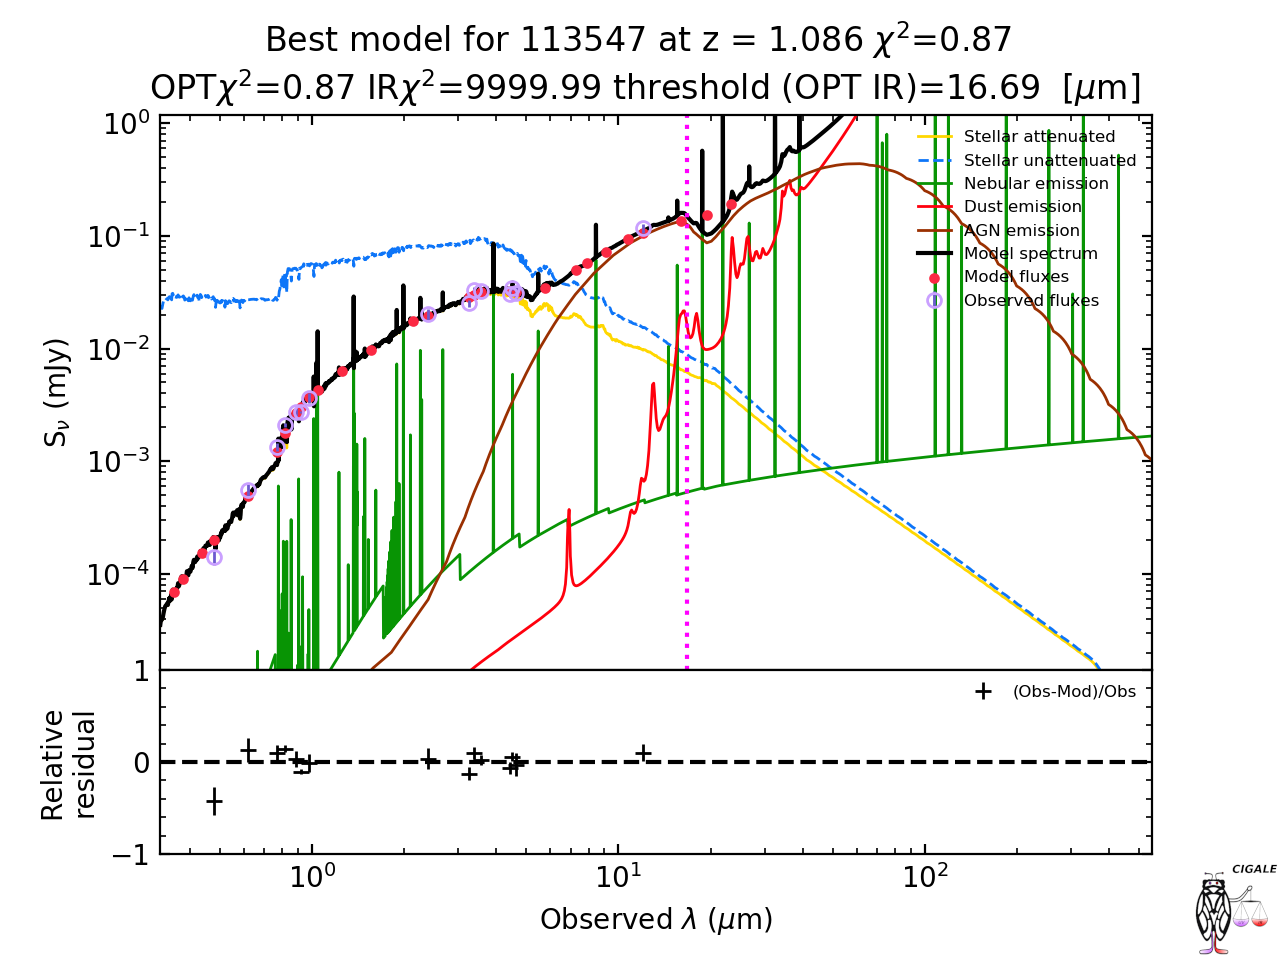 Best model for 113547 at z = 1.086 χ²=0.87
OPTχ²=0.87 IRχ²=9999.99 threshold (OPT IR)=16.69 [μm]
10⁰
10⁻¹
10⁻²
10⁻³
10⁻⁴
Sν (mJy)
Stellar attenuated
Stellar unattenuated
Nebular emission
Dust emission
AGN emission
Model spectrum
Model fluxes
Observed fluxes
1
0
−1
Relative
residual
(Obs-Mod)/Obs
10⁰
10¹
10²
Observed λ (μm)
CIGALE